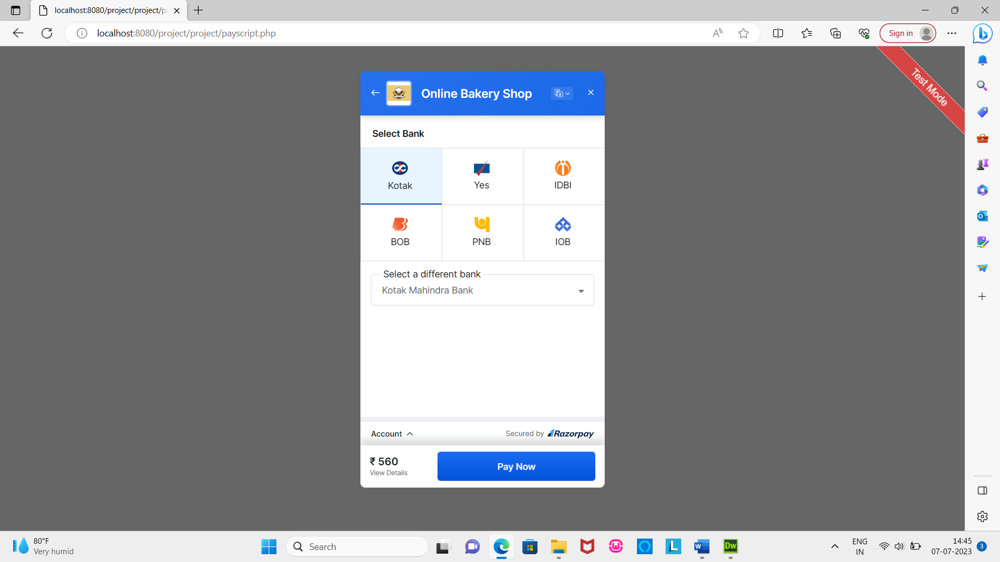 localhost:8080/project/project/pa
localhost:8080/project/project/payscript.php
Sign in
Test Mode
Online Bakery Shop
Select Bank
Kotak
Yes
IDBI
BOB
PNB
IOB
Select a different bank
Kotak Mahindra Bank
Account
Secured by Razorpay
₹ 560
View Details
Pay Now
80°F
Very humid
Search
W
L
W
Dw
ENG
IN
14:45
07-07-2023
3